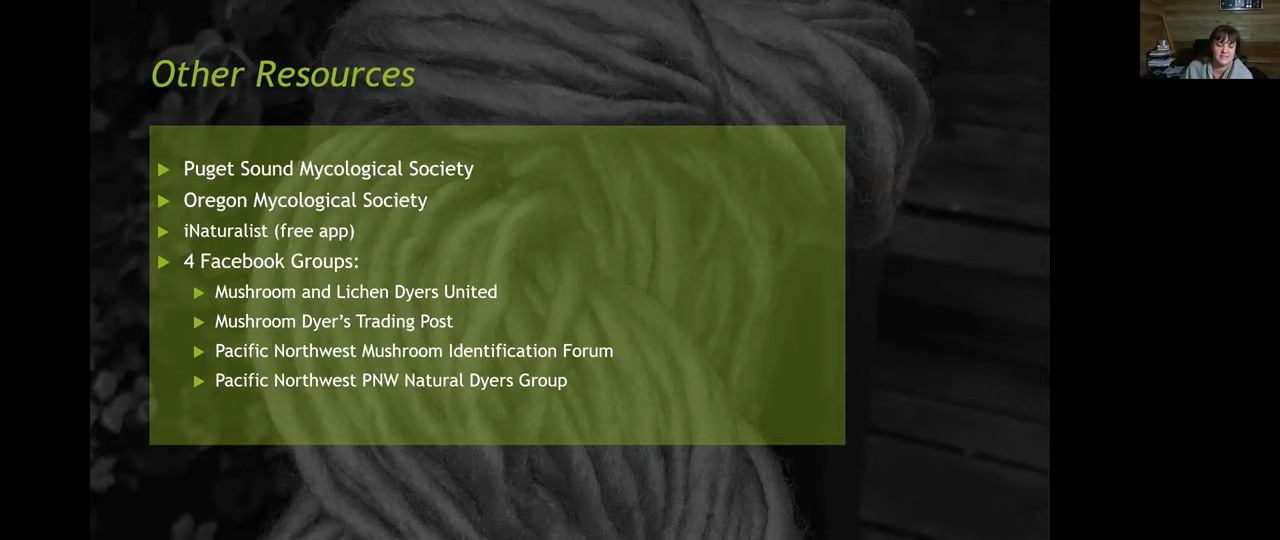 Other Resources
Puget Sound Mycological Society
Oregon Mycological Society
iNaturalist (free app)
4 Facebook Groups:
Mushroom and Lichen Dyers United
Mushroom Dyer's Trading Post
Pacific Northwest Mushroom Identification Forum
Pacific Northwest PNW Natural Dyers Group